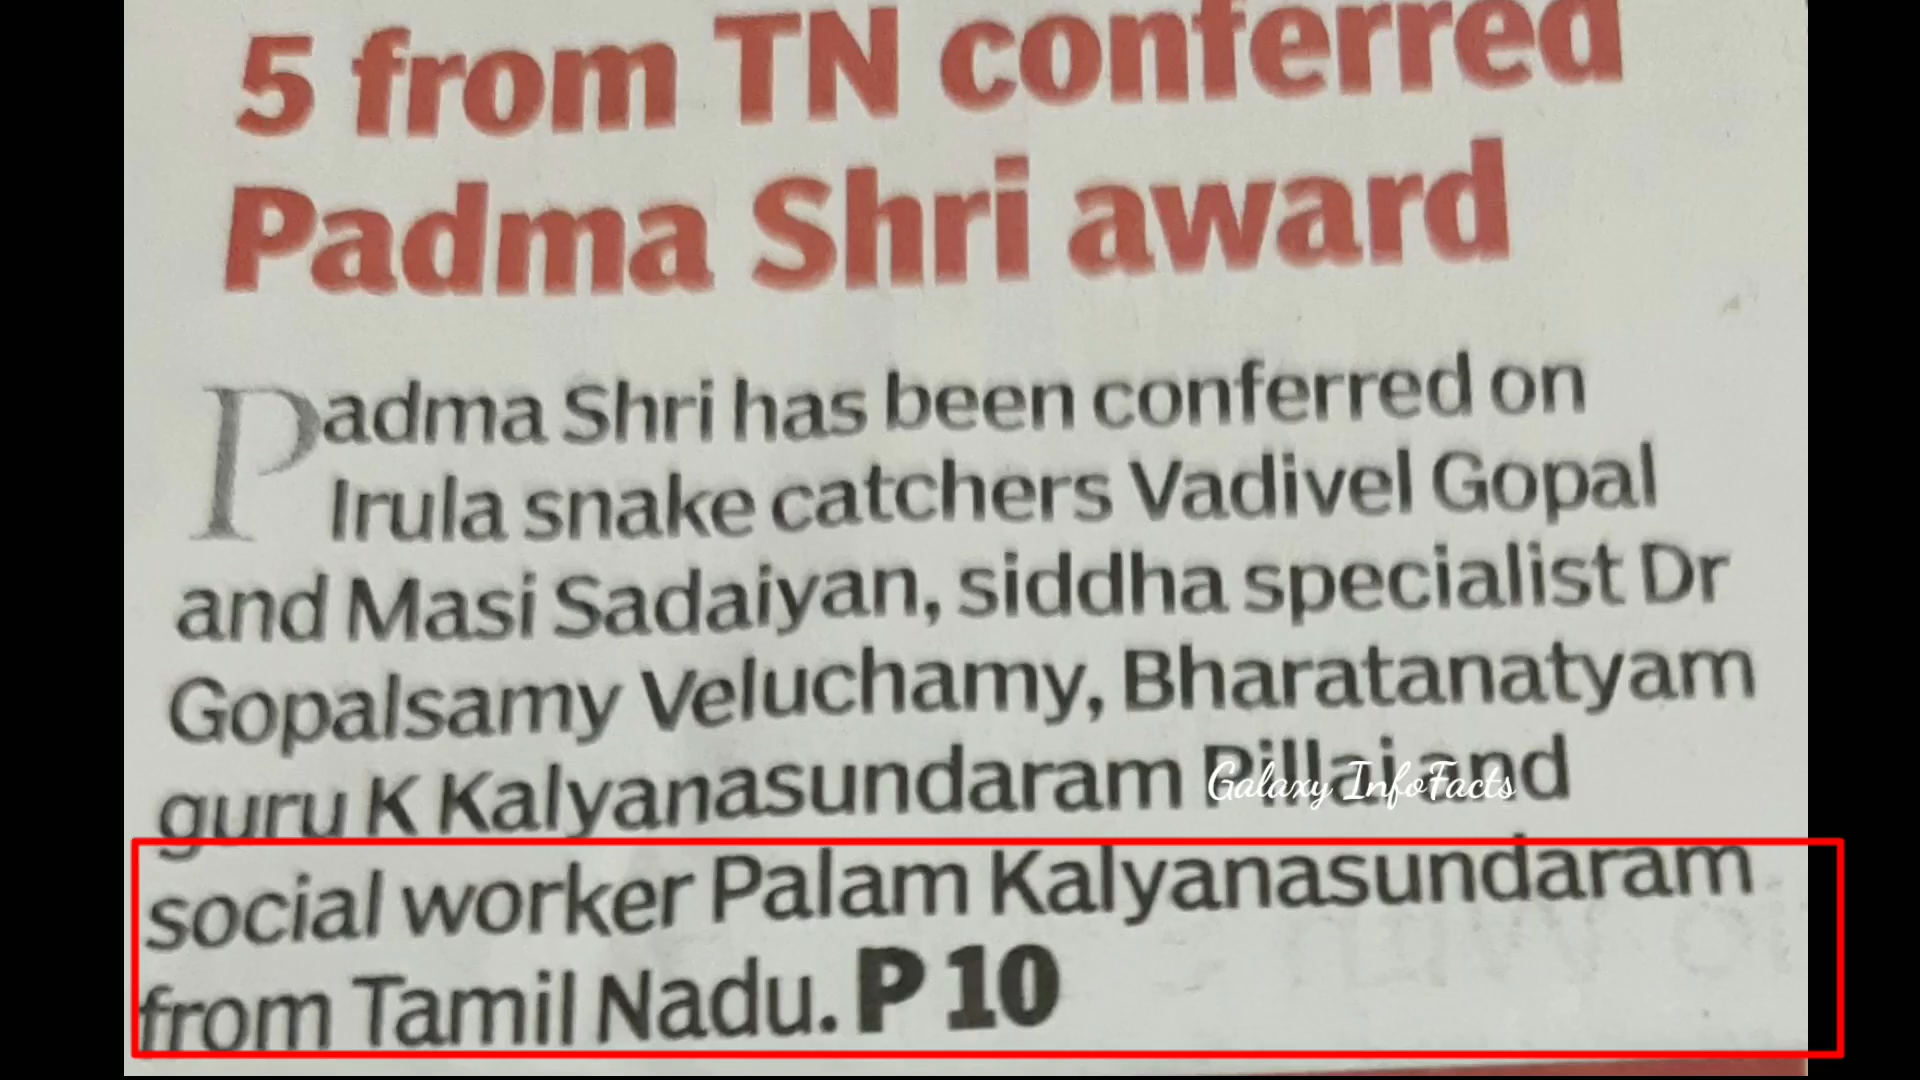 5 from TN conferred
Padma Shri award
Padma Shri has been conferred on
Irula snake catchers Vadivel Gopal
and Masi Sadaiyan, siddha specialist Dr
Gopalsamy Veluchamy, Bharatanatyam
guru K Kalyanasundaram Pillai and
Galaxy InfoFacts
social worker Palam Kalyanasundaram
from Tamil Nadu. P 10